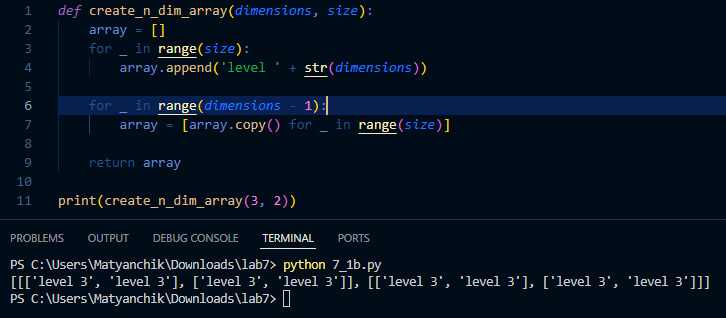 1 def create_n_dim_array(dimensions, size):
2     array = []
3     for _ in range(size):
4         array.append('level ' + str(dimensions))
5
6     for _ in range(dimensions - 1):
7         array = [array.copy() for _ in range(size)]
8
9     return array
10
11 print(create_n_dim_array(3, 2))
PROBLEMS OUTPUT DEBUG CONSOLE TERMINAL PORTS
PS C:\Users\Matyanchik\Downloads\lab7> python 7_1b.py
[[['level 3', 'level 3'], ['level 3', 'level 3']], [['level 3', 'level 3'], ['level 3', 'level 3']]]
PS C:\Users\Matyanchik\Downloads\lab7>